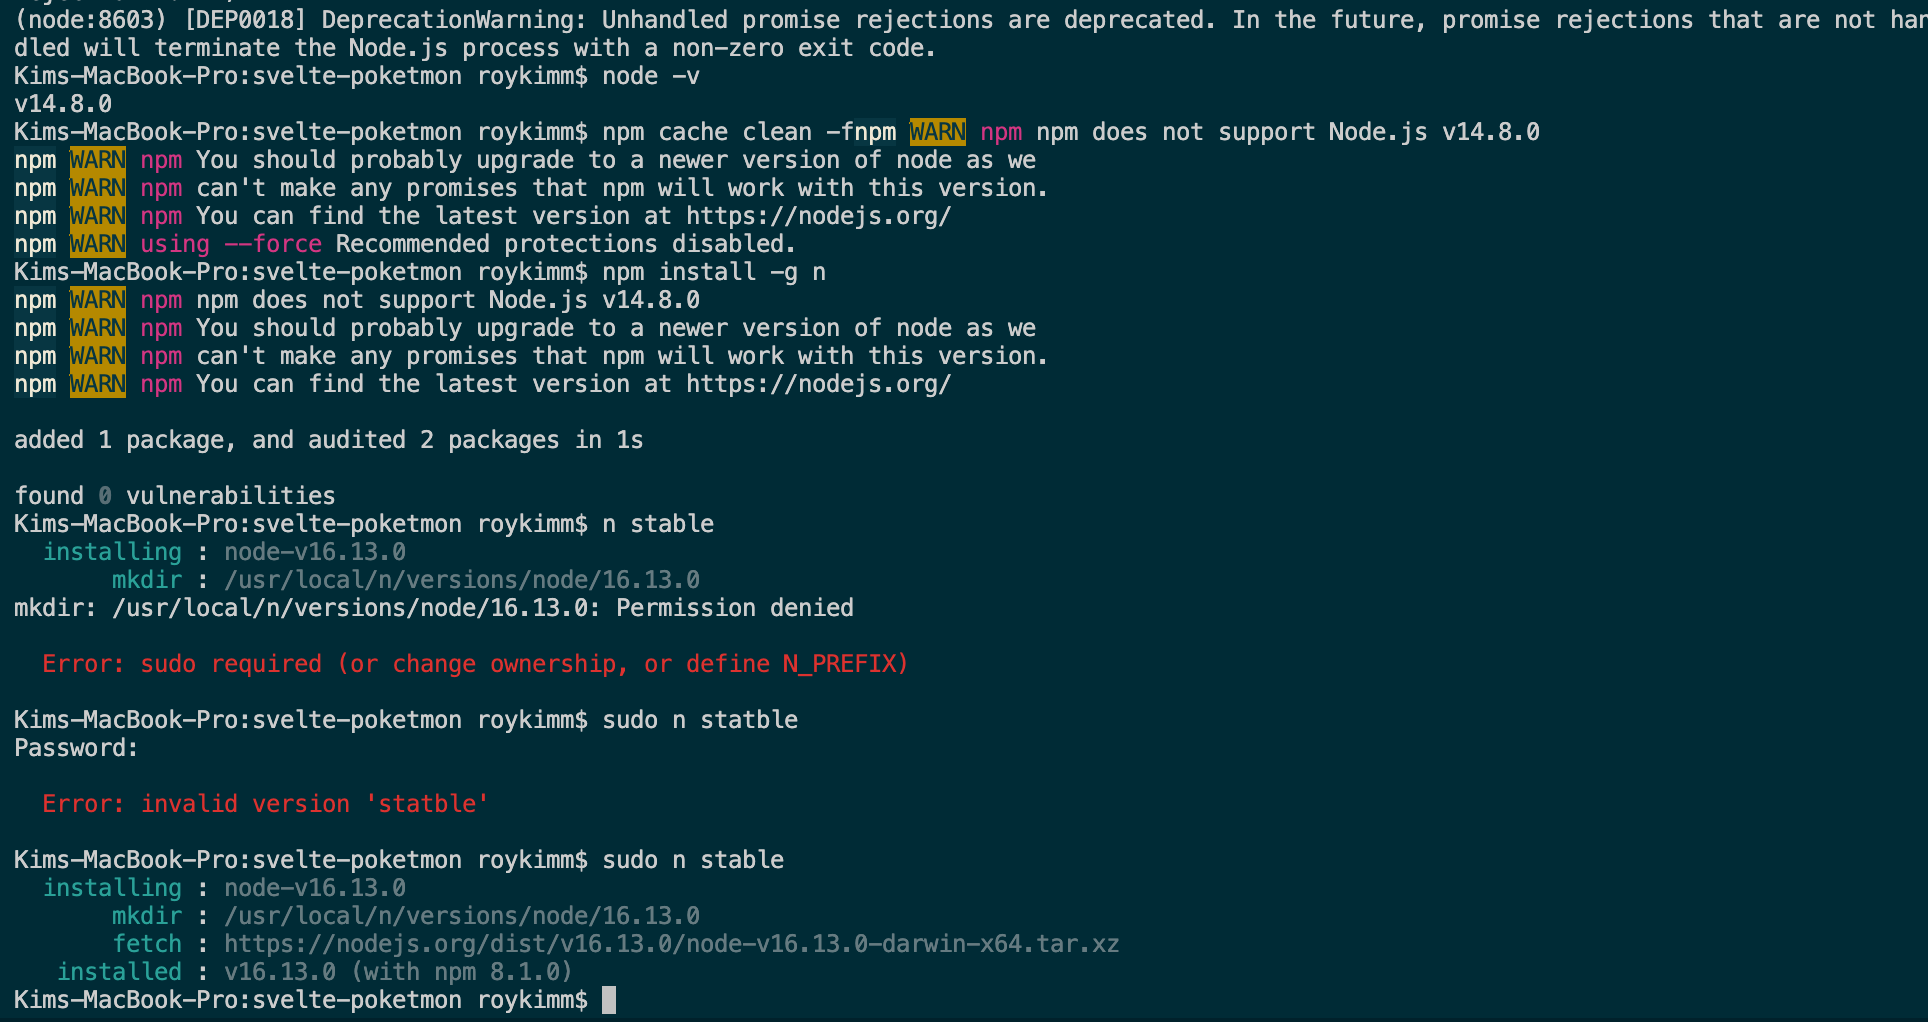 (node:8603) [DEP0018] DeprecationWarning: Unhandled promise rejections are deprecated. In the future, promise rejections that are not han
dled will terminate the Node.js process with a non-zero exit code.
Kims-MacBook-Pro:svelte-poketmon roykimm$ node -v
v14.8.0
Kims-MacBook-Pro:svelte-poketmon roykimm$ npm cache clean -fnpm WARN npm npm does not support Node.js v14.8.0
npm WARN npm You should probably upgrade to a newer version of node as we
npm WARN npm can't make any promises that npm will work with this version.
npm WARN npm You can find the latest version at https://nodejs.org/
npm WARN using --force Recommended protections disabled.
Kims-MacBook-Pro:svelte-poketmon roykimm$ npm install -g n
npm WARN npm npm does not support Node.js v14.8.0
npm WARN npm You should probably upgrade to a newer version of node as we
npm WARN npm can't make any promises that npm will work with this version.
npm WARN npm You can find the latest version at https://nodejs.org/
added 1 package, and audited 2 packages in 1s
found 0 vulnerabilities
Kims-MacBook-Pro:svelte-poketmon roykimm$ n stable
installing : node-v16.13.0
mkdir : /usr/local/n/versions/node/16.13.0
mkdir: /usr/local/n/versions/node/16.13.0: Permission denied
Error: sudo required (or change ownership, or define N_PREFIX)
Kims-MacBook-Pro:svelte-poketmon roykimm$ sudo n statble
Password:
Error: invalid version 'statble'
Kims-MacBook-Pro:svelte-poketmon roykimm$ sudo n stable
installing : node-v16.13.0
mkdir : /usr/local/n/versions/node/16.13.0
fetch : https://nodejs.org/dist/v16.13.0/node-v16.13.0-darwin-x64.tar.xz
installed : v16.13.0 (with npm 8.1.0)
Kims-MacBook-Pro:svelte-poketmon roykimm$